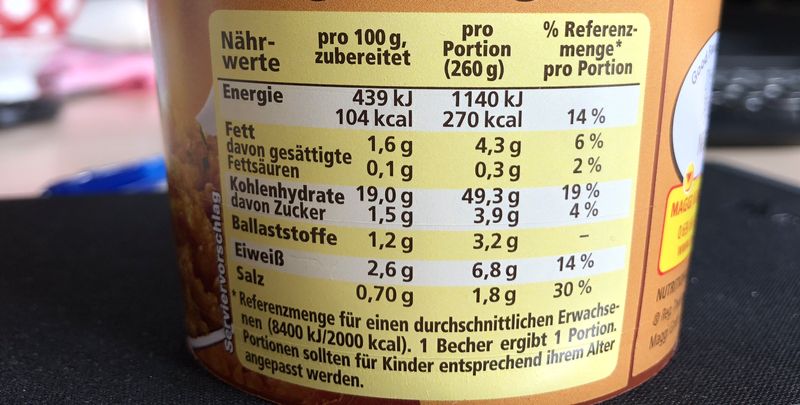 Nähr- werte pro 100 g, zubereitet pro Portion (260 g) % Referenz- menge* pro Portion
Energie 439 kJ 1140 kJ
104 kcal 270 kcal 14 %
Fett 1,6 g 4,3 g 6 %
davon gesättigte Fettsäuren 0,1 g 0,3 g 2 %
Kohlenhydrate 19,0 g 49,3 g 19 %
davon Zucker 1,5 g 3,9 g 4 %
Ballaststoffe 1,2 g 3,2 g –
Eiweiß 2,6 g 6,8 g 14 %
Salz 0,70 g 1,8 g 30 %
* Referenzmenge für einen durchschnittlichen Erwachse-
nen (8400 kJ/2000 kcal). 1 Becher ergibt 1 Portion.
Portionen sollten für Kinder entsprechend ihrem Alter
angepasst werden.
Serviervorschlag
MAGGI